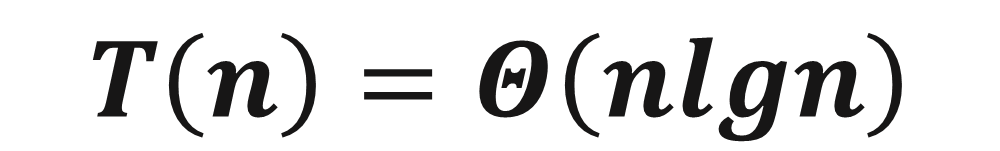 T(n) = Θ(nlgn)